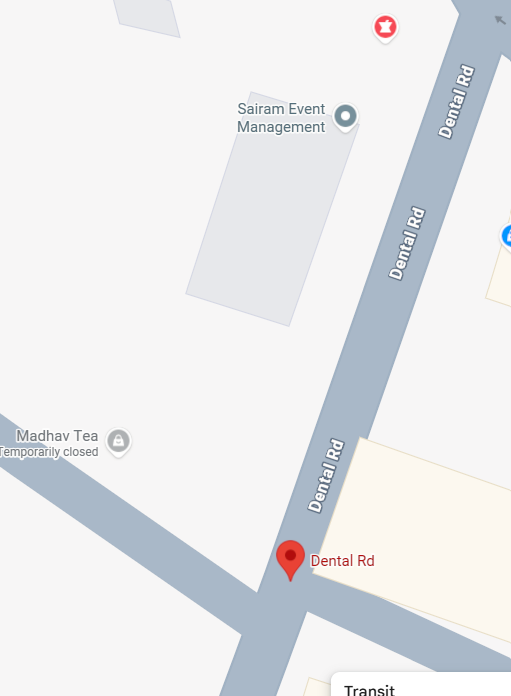 Sairam Event
Management
Dental Rd
Dental Rd
Madhav Tea
Temporarily closed
Dental Rd
Dental Rd
Transit